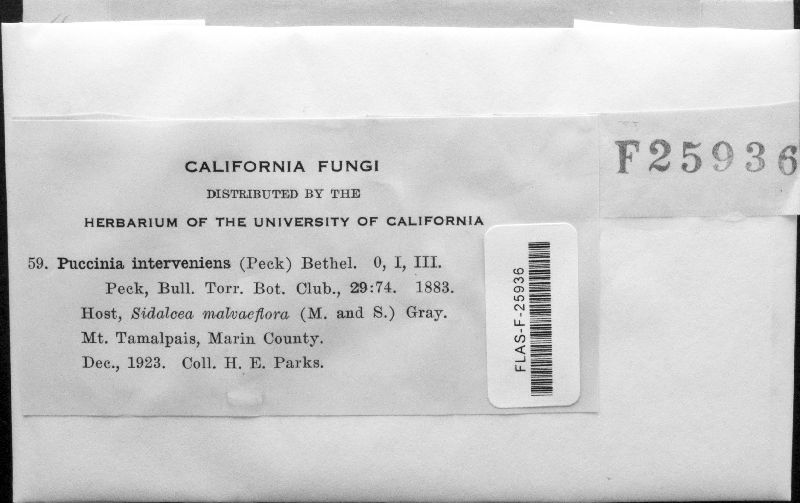 F25936
CALIFORNIA FUNGI
DISTRIBUTED BY THE
HERBARIUM OF THE UNIVERSITY OF CALIFORNIA
59. Puccinia interveniens (Peck) Bethel. 0, I, III.
Peck, Bull. Torr. Bot. Club., 29:74. 1883.
Host, Sidalcea malvaeflora (M. and S.) Gray.
Mt. Tamalpais, Marin County.
Dec., 1923. Coll. H. E. Parks.
FLAS-F-25936